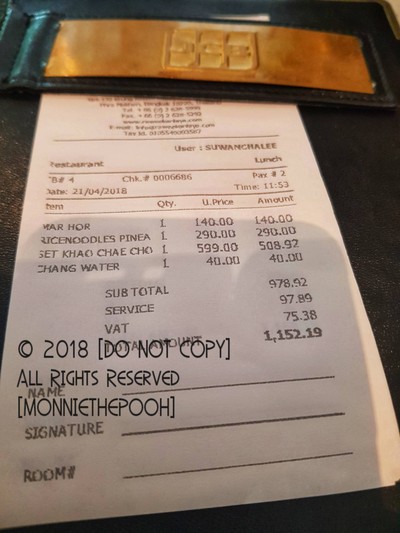 JCB
User : SUWANCHALEE
Restaurant Lunch
TB# 4 Chk.# 0006686 Pax # 2
Date: 21/04/2018 Time: 11:53
Item Qty. U.Price Amount
MAR HOR 1 140.00 140.00
RICENOODLES PINEA 1 290.00 290.00
SET KHAO CHAE CHO 1 599.00 508.92
CHANG WATER 1 40.00 40.00
SUB TOTAL 978.92
SERVICE 97.89
VAT 75.38
TOTAL AMOUNT 1,152.19
© 2018 [DO NOT COPY]
ALL RIGHTS RESERVED
NAME
[MONNIETHEPOOH]
SIGNATURE
ROOM#